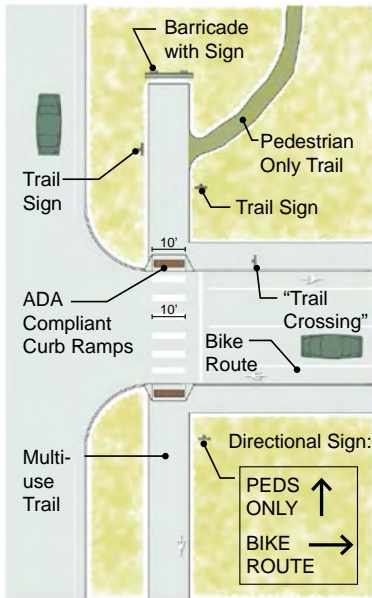 Barricade
with Sign
Pedestrian
Only Trail
Trail
Sign
Trail Sign
10'
ADA
Compliant
Curb Ramps
10'
“Trail
Crossing”
Bike
Route
Multi-
use
Trail
Directional Sign:
PEDS
ONLY
BIKE
ROUTE